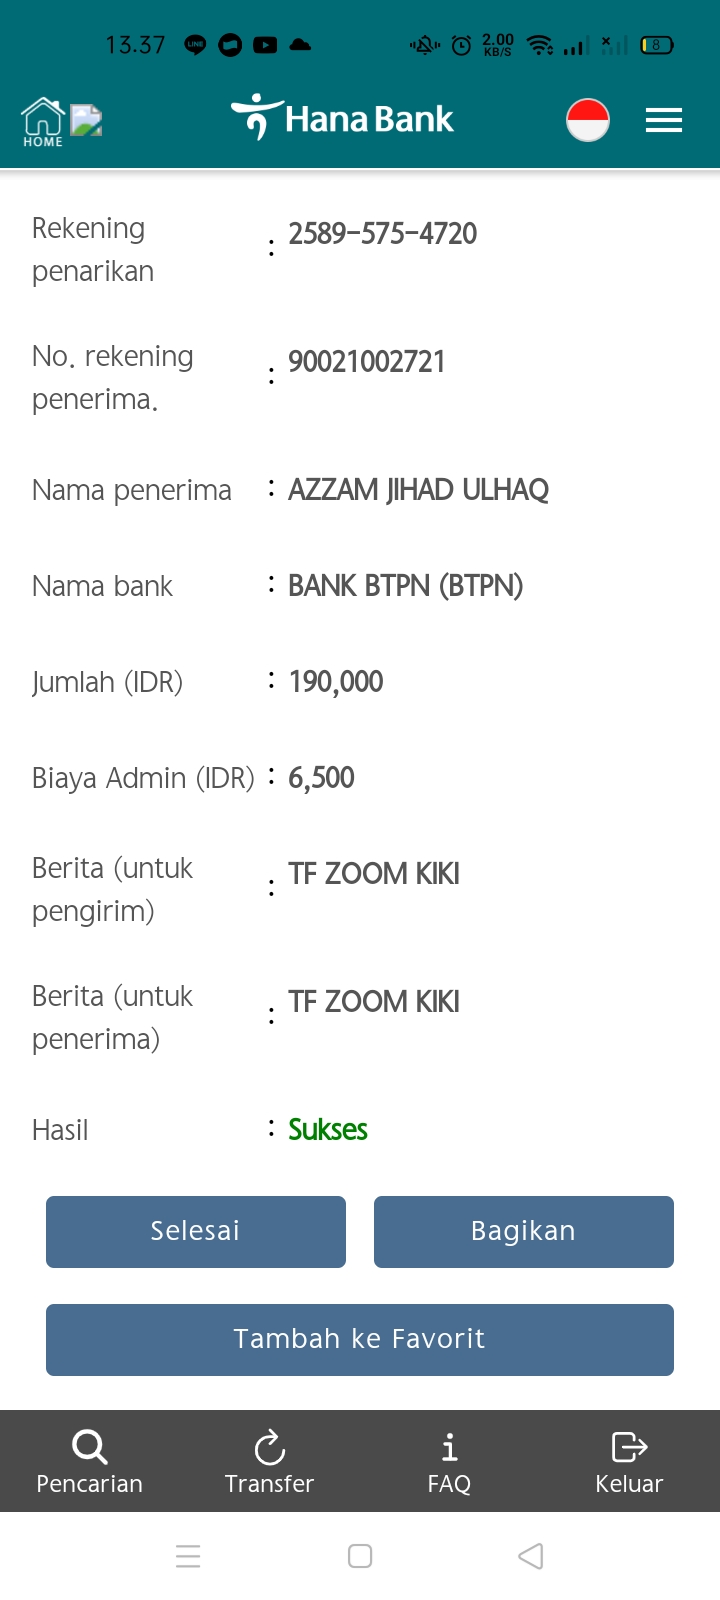 13.37 LINE 2.00 KB/S 8
HOME Hana Bank
Rekening penarikan : 2589-575-4720
No. rekening penerima. : 90021002721
Nama penerima : AZZAM JIHAD ULHAQ
Nama bank : BANK BTPN (BTPN)
Jumlah (IDR) : 190,000
Biaya Admin (IDR) : 6,500
Berita (untuk pengirim) : TF ZOOM KIKI
Berita (untuk penerima) : TF ZOOM KIKI
Hasil : Sukses
Selesai Bagikan
Tambah ke Favorit
Pencarian Transfer FAQ Keluar